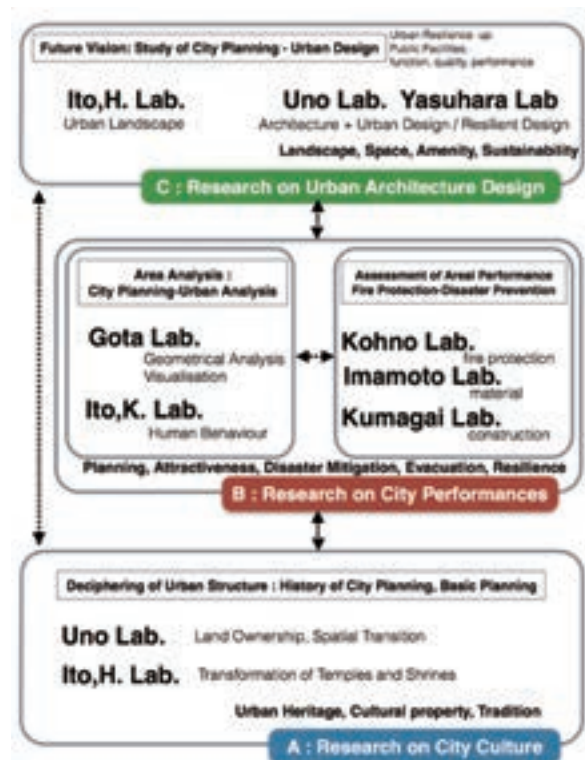 Future Vision: Study of City Planning - Urban Design
Urban Resilience up
Public Facilities
function, quality, performance
Ito,H. Lab.
Urban Landscape
Uno Lab. Yasuhara Lab
Architecture + Urban Design / Resilient Design
Landscape, Space, Amenity, Sustainability
C : Research on Urban Architecture Design
Area Analysis :
City Planning-Urban Analysis
Gota Lab.
Geometrical Analysis
Visualisation
Ito,K. Lab.
Human Behaviour
Assessment of Areal Performance
Fire Protection-Disaster Prevention
Kohno Lab.
fire protection
Imamoto Lab.
material
Kumagai Lab.
construction
Planning, Attractiveness, Disaster Mitigation, Evacuation, Resilience
B : Research on City Performances
Deciphering of Urban Structure : History of City Planning, Basic Planning
Uno Lab. Land Ownership, Spatial Transition
Ito,H. Lab. Transformation of Temples and Shrines
Urban Heritage, Cultural property, Tradition
A : Research on City Culture